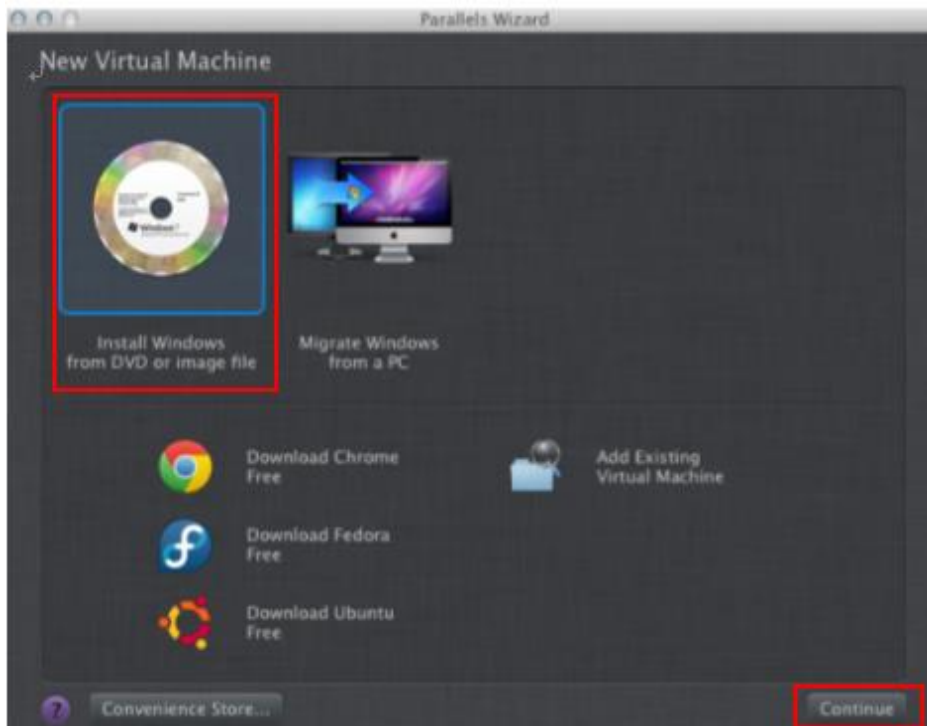 Parallels Wizard
New Virtual Machine
Install Windows
from DVD or image file
Migrate Windows
from a PC
Download Chrome
Free
Add Existing
Virtual Machine
Download Fedora
Free
Download Ubuntu
Free
?
Convenience Store...
Continue